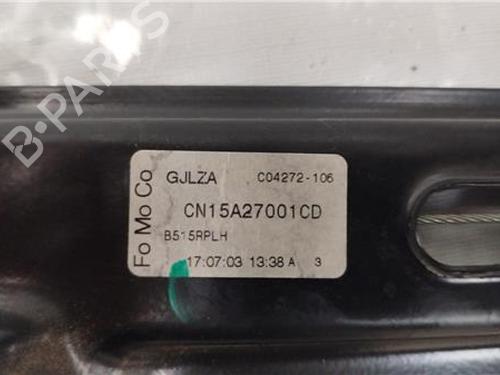 B-PARTS
Fo Mo Co
GJLZA C04272-106
CN15A27001CD
B515RPLH
17:07:03 13:38 A 3